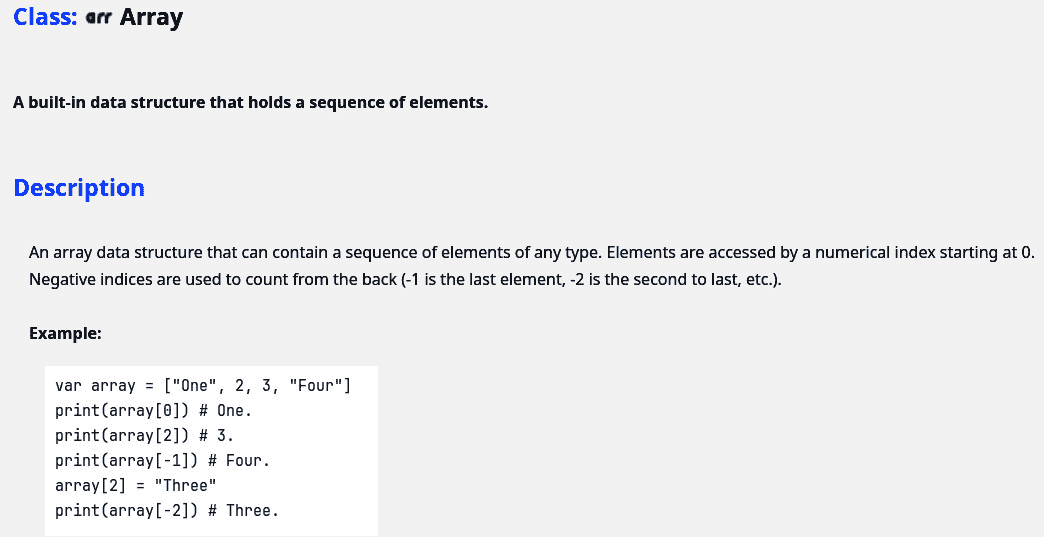 Class: arr Array
A built-in data structure that holds a sequence of elements.
Description
An array data structure that can contain a sequence of elements of any type. Elements are accessed by a numerical index starting at 0.
Negative indices are used to count from the back (-1 is the last element, -2 is the second to last, etc.).
Example:
var array = ["One", 2, 3, "Four"]
print(array[0]) # One.
print(array[2]) # 3.
print(array[-1]) # Four.
array[2] = "Three"
print(array[-2]) # Three.